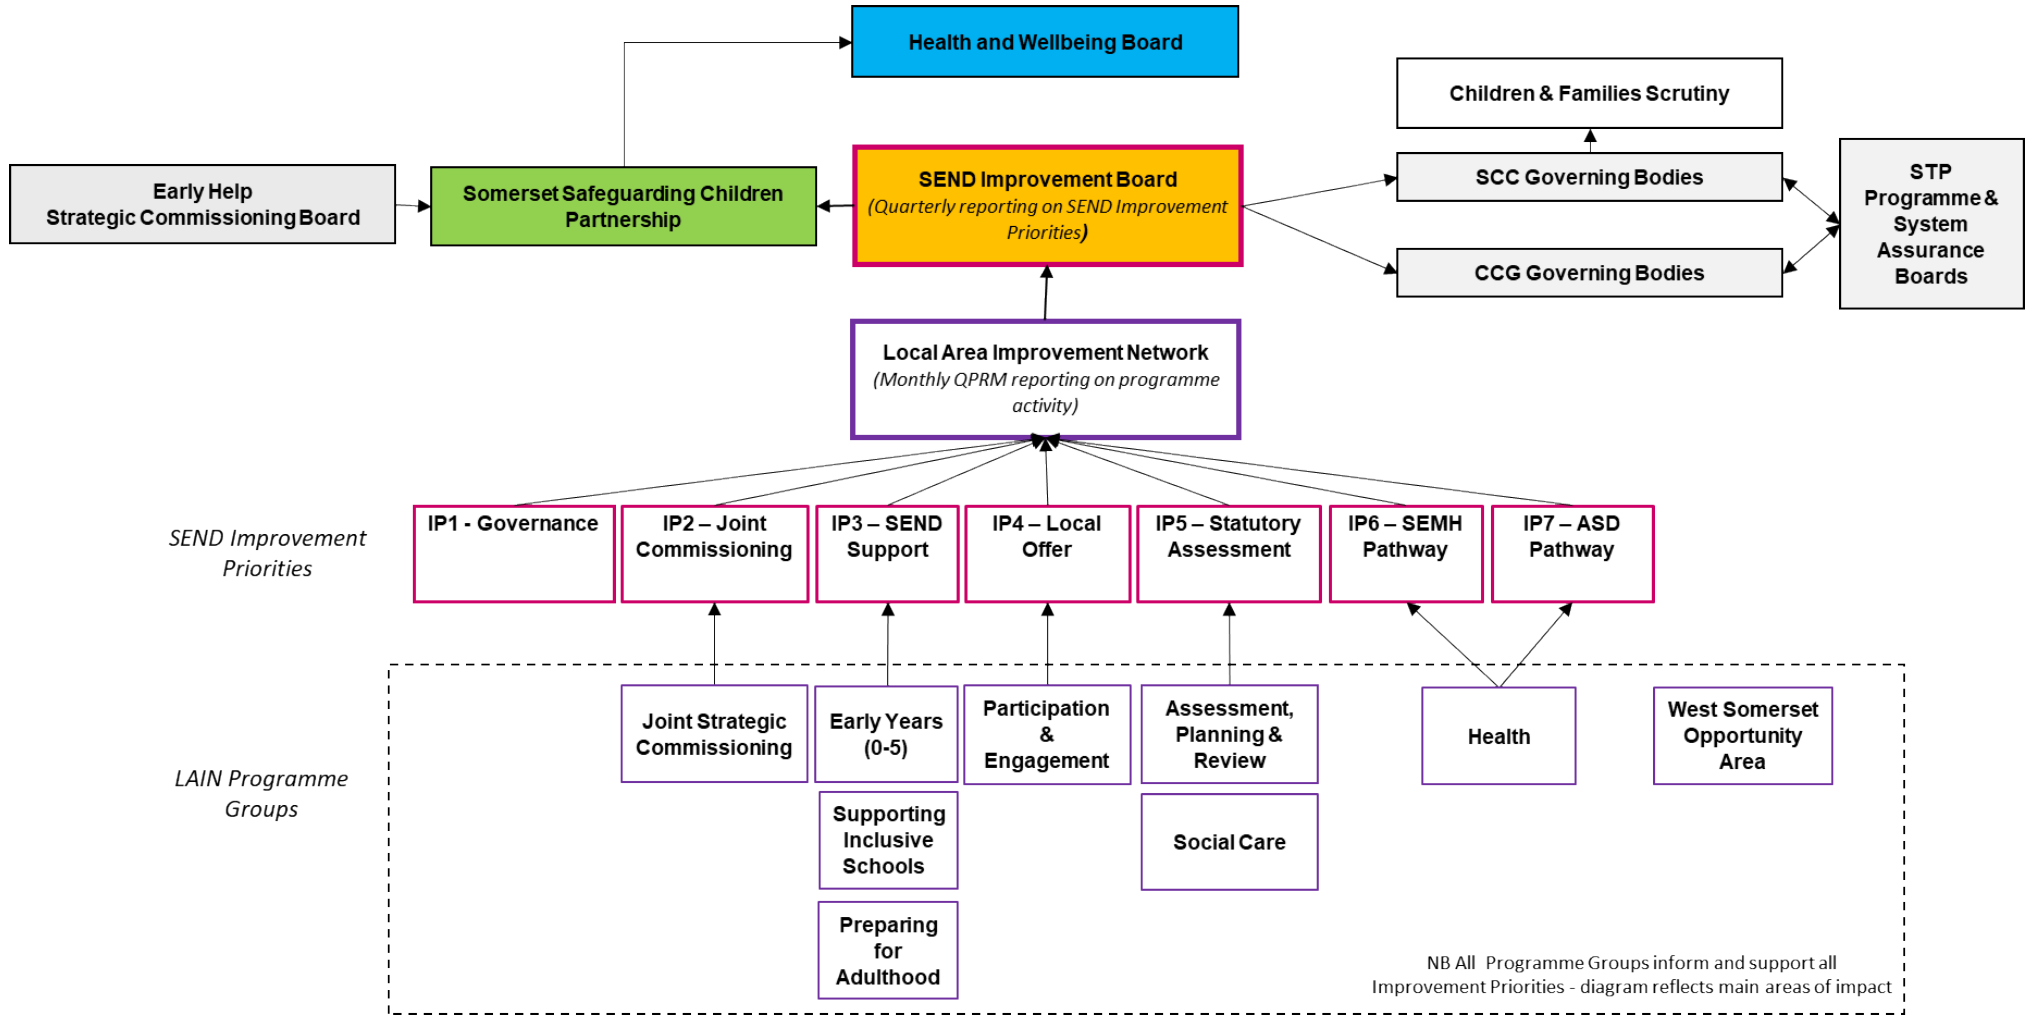 Health and Wellbeing Board
Children & Families Scrutiny
Early Help
Strategic Commissioning Board
Somerset Safeguarding Children
Partnership
SEND Improvement Board
(Quarterly reporting on SEND Improvement
Priorities)
SCC Governing Bodies
CCG Governing Bodies
STP
Programme &
System
Assurance
Boards
Local Area Improvement Network
(Monthly QPRM reporting on programme
activity)
SEND Improvement
Priorities
IP1 - Governance
IP2 – Joint
Commissioning
IP3 – SEND
Support
IP4 – Local
Offer
IP5 – Statutory
Assessment
IP6 – SEMH
Pathway
IP7 – ASD
Pathway
LAIN Programme
Groups
Joint Strategic
Commissioning
Early Years
(0-5)
Participation
&
Engagement
Assessment,
Planning &
Review
Health
West Somerset
Opportunity
Area
Supporting
Inclusive
Schools
Social Care
Preparing
for
Adulthood
NB All Programme Groups inform and support all
Improvement Priorities - diagram reflects main areas of impact